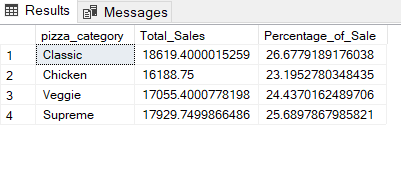 Results Messages
pizza_category Total_Sales Percentage_of_Sale
1 Classic 18619.4000015259 26.6779189176038
2 Chicken 16188.75 23.1952780348435
3 Veggie 17055.4000778198 24.4370162489706
4 Supreme 17929.7499866486 25.6897867985821